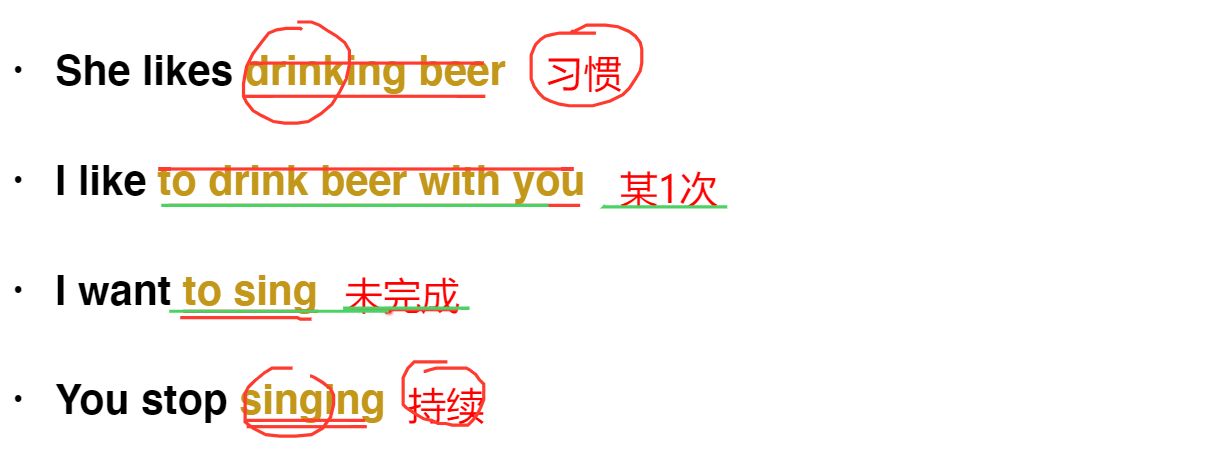 • She likes drinking beer 习惯
• I like to drink beer with you 某1次
• I want to sing 未完成
• You stop singing 持续